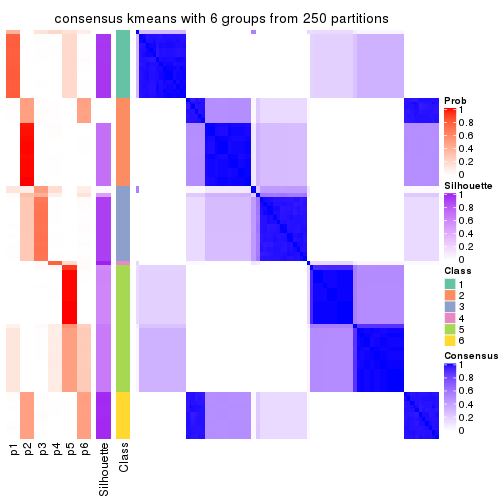 consensus kmeans with 6 groups from 250 partitions
Prob
1
0.8
0.6
0.4
0.2
0
Silhouette
1
0.8
0.6
0.4
0.2
0
Class
1
2
3
4
5
6
Consensus
1
0.8
0.6
0.4
0.2
0
p1
p2
p3
p4
p5
p6
Silhouette
Class